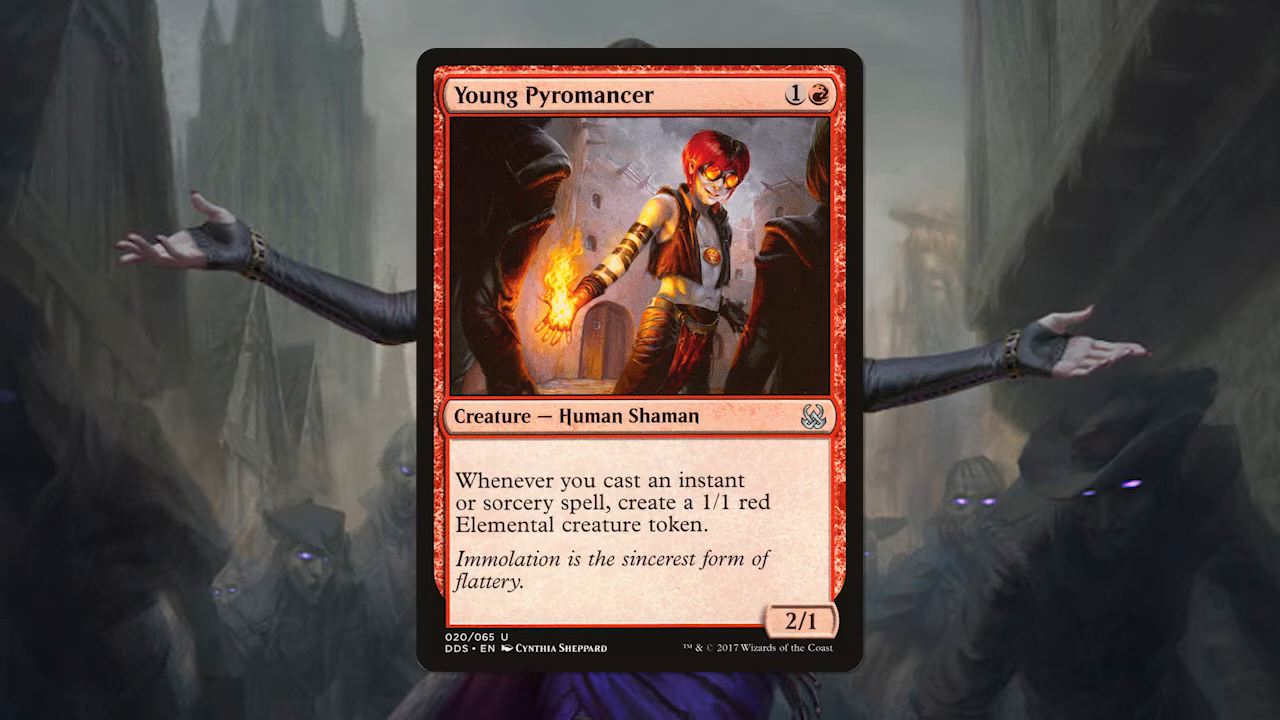 Young Pyromancer 1
Creature — Human Shaman
Whenever you cast an instant
or sorcery spell, create a 1/1 red
Elemental creature token.
Immolation is the sincerest form of
flattery.
2/1
020/065 U
DDS • EN Cynthia Sheppard
™ & © 2017 Wizards of the Coast